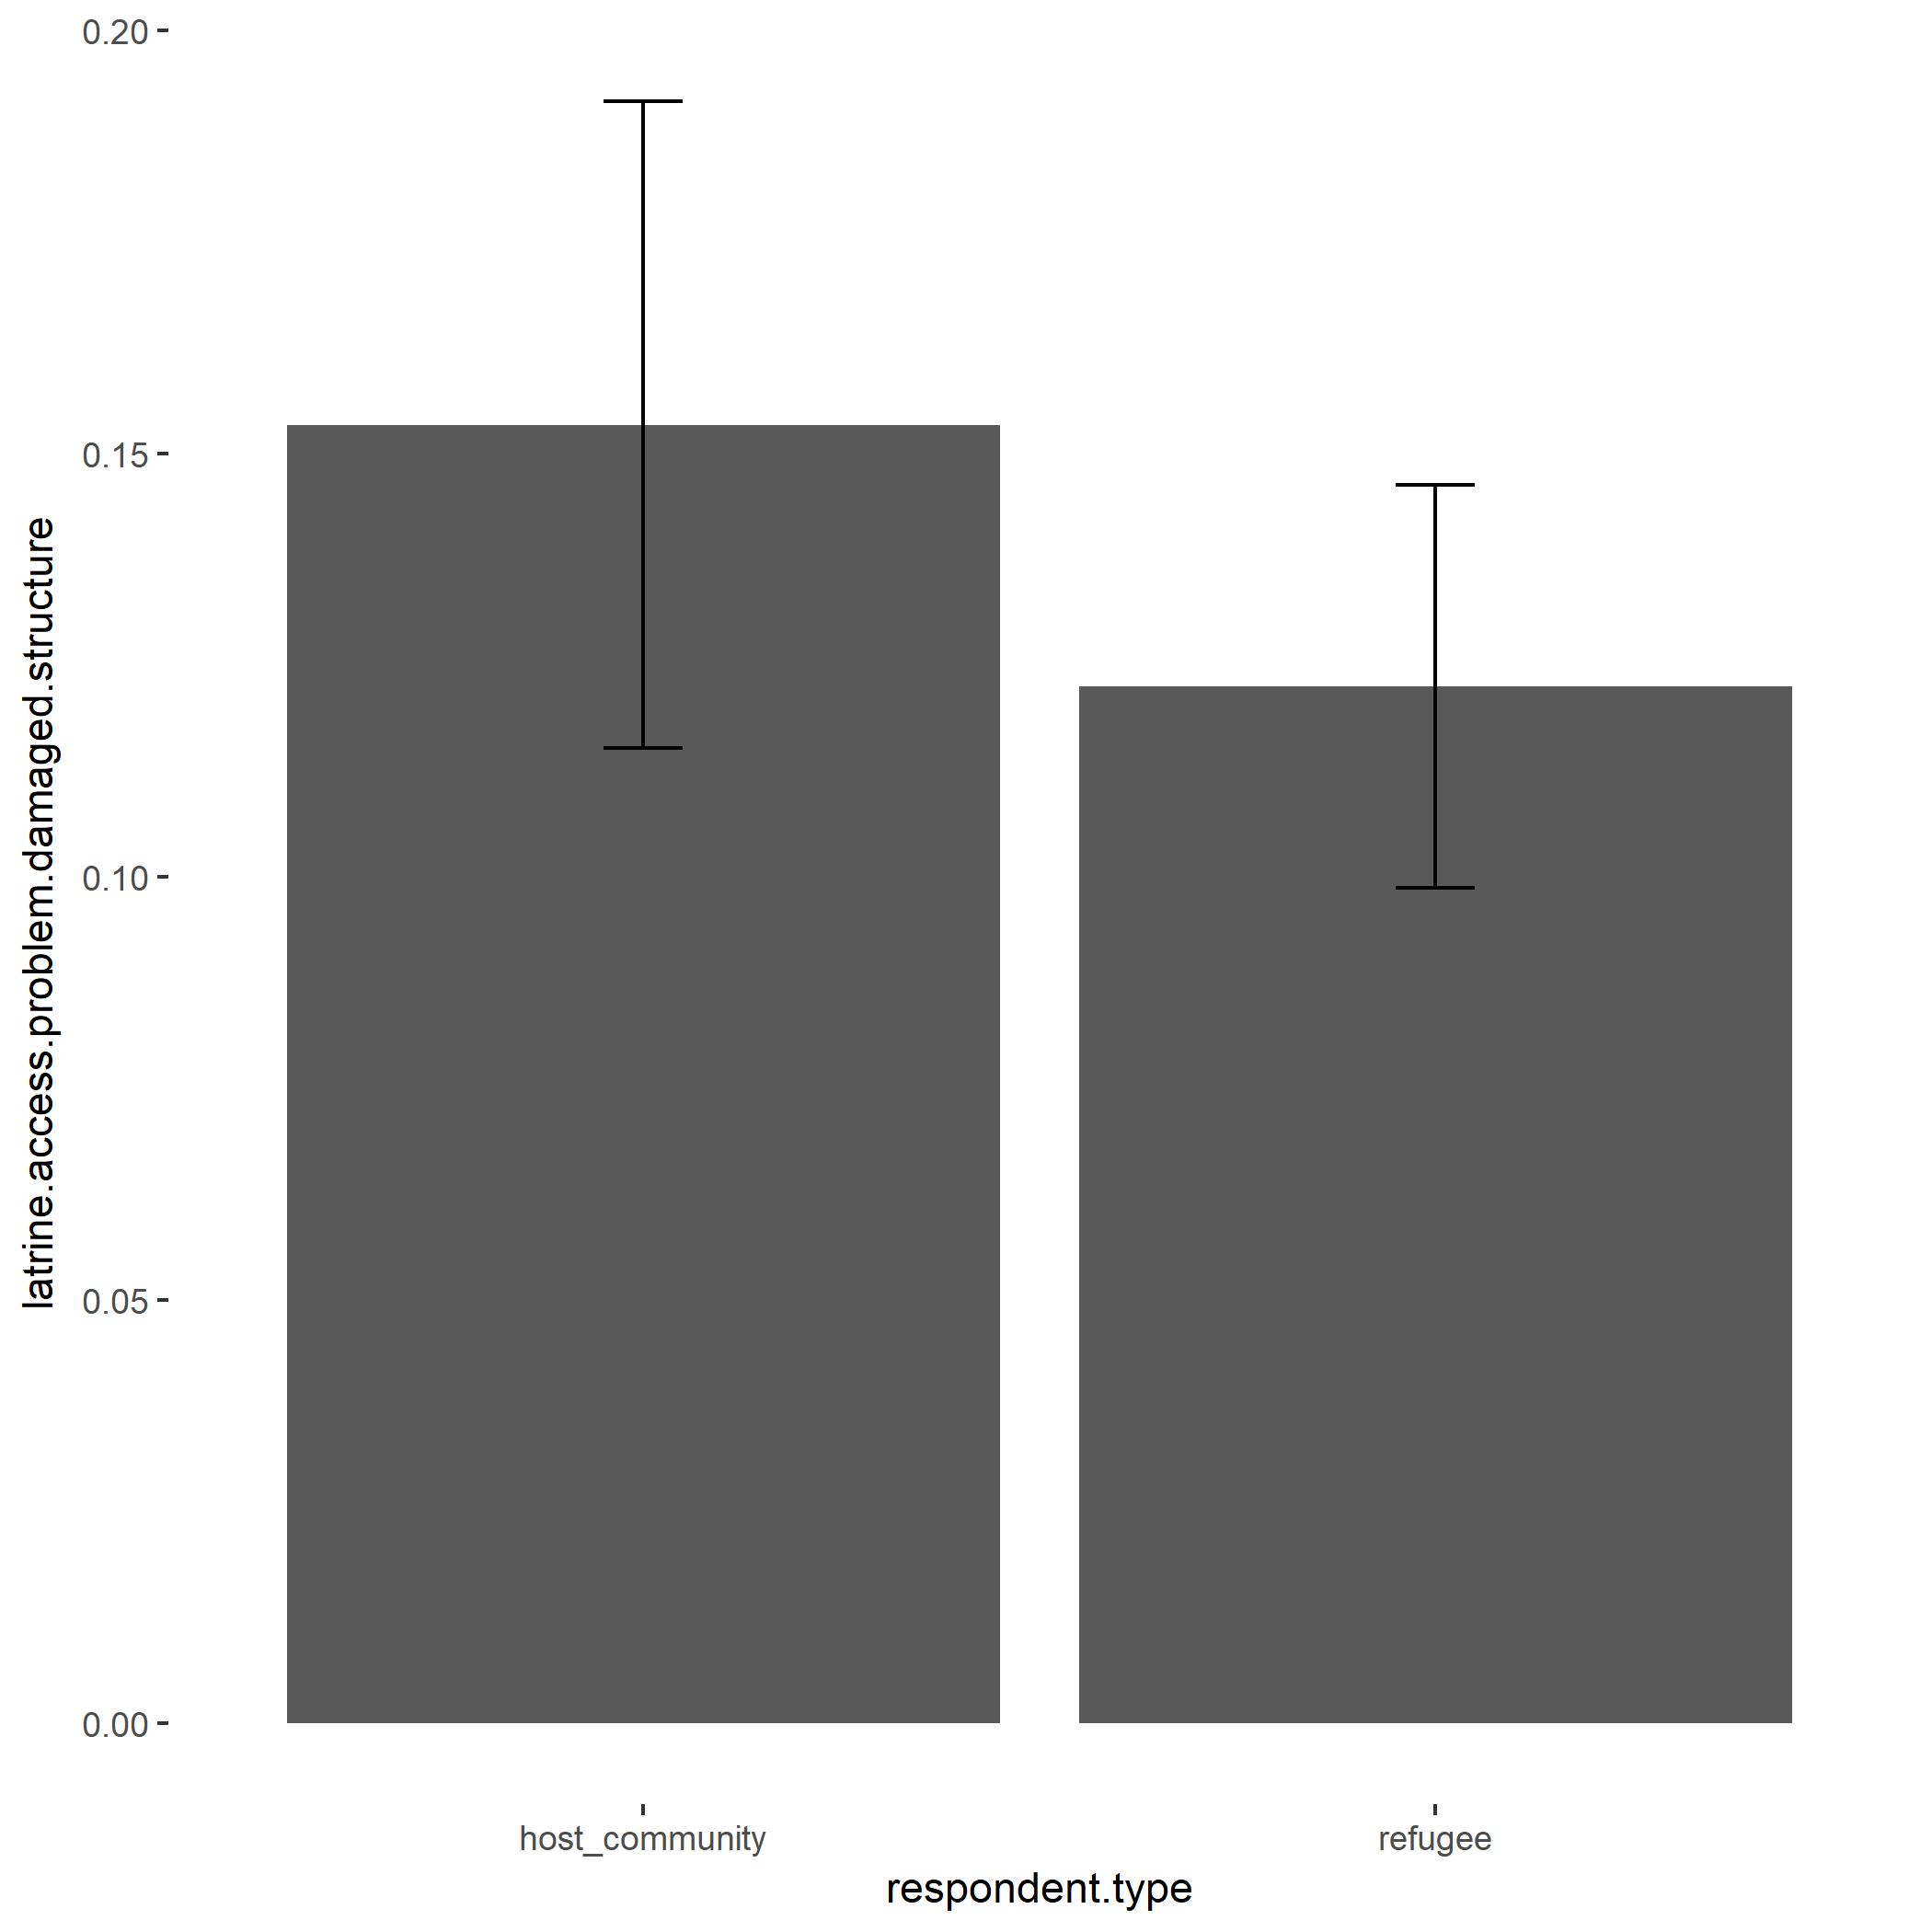 latrine.access.problem.damaged.structure
0.20
0.15
0.10
0.05
0.00
host_community refugee
respondent.type